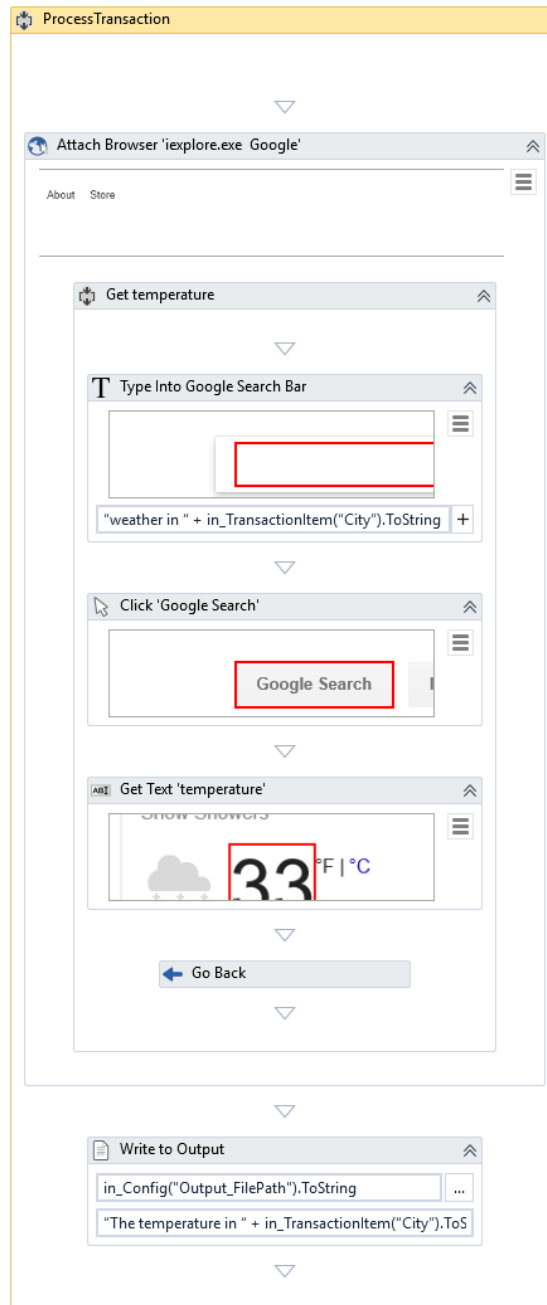 ProcessTransaction
Attach Browser 'iexplore.exe Google'
About Store
Get temperature
T Type Into Google Search Bar
"weather in " + in_TransactionItem("City").ToString +
Click 'Google Search'
Google Search I
ABI Get Text 'temperature'
Snow Showers
33 °F | °C
Go Back
Write to Output
in_Config("Output_FilePath").ToString ...
"The temperature in " + in_TransactionItem("City").ToS